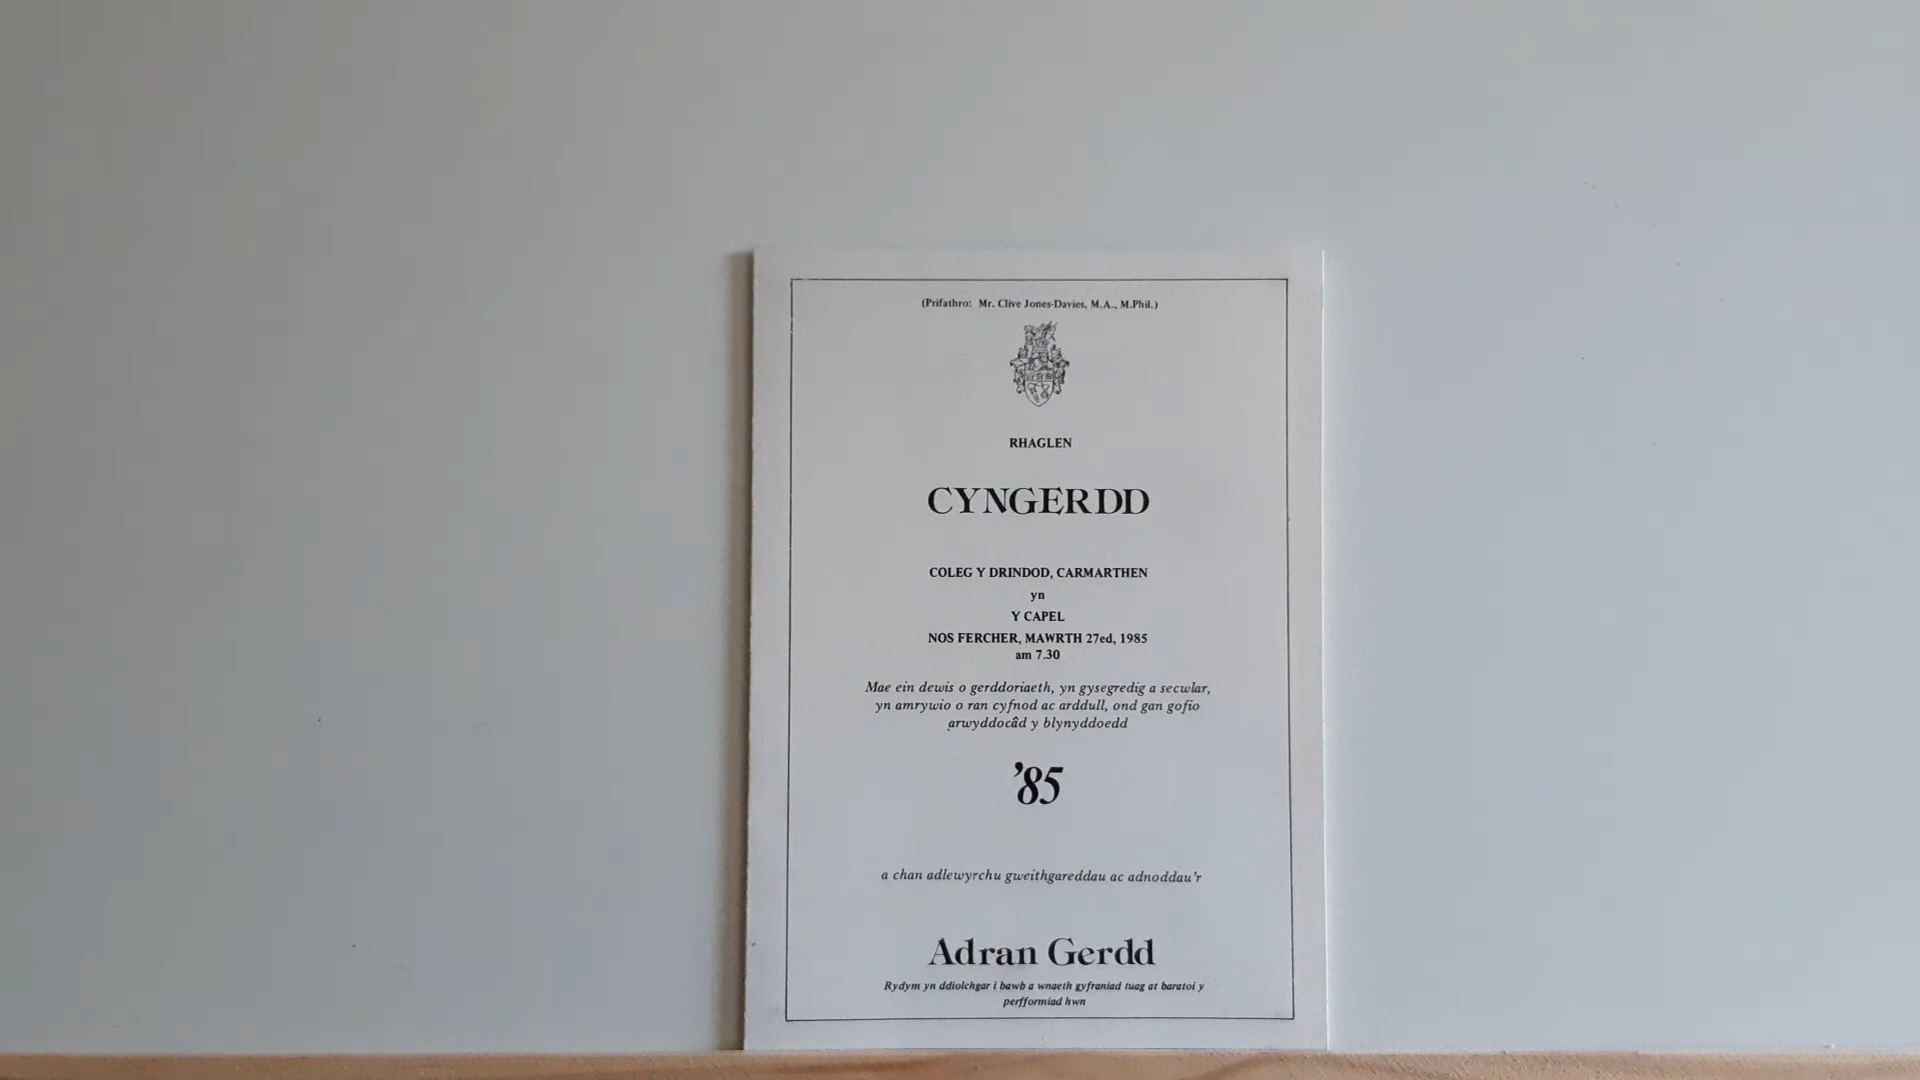 (Prifathro: Mr. Clive Jones-Davies, M.A., M.Phil.)
RHAGLEN
CYNGERDD
COLEG Y DRINDOD, CARMARTHEN
yn
Y CAPEL
NOS FERCHER, MAWRTH 27ed, 1985
am 7.30
Mae ein dewis o gerddoriaeth, yn gysegredig a secwlar,
yn amrywio o ran cyfnod ac arddull, ond gan gofio
arwyddocâd y blynyddoedd
'85
a chan adlewyrchu gweithgareddau ac adnoddau'r
Adran Gerdd
Rydym yn ddiolchgar i bawb a wnaeth gyfraniad tuag at baratoi y
perfformiad hwn